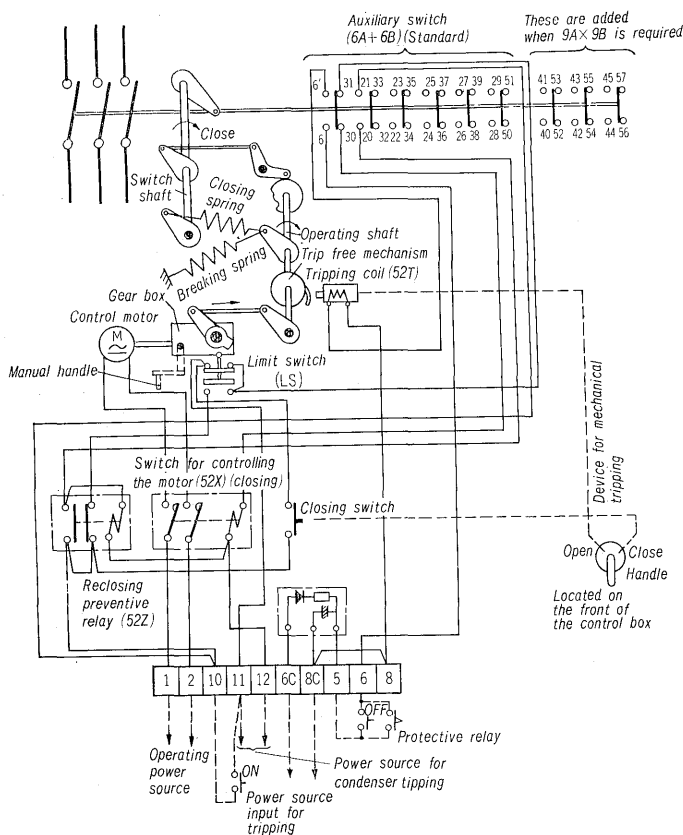 Auxiliary switch
(6A+6B)(Standard)
These are added
when 9A×9B is required
6' 31 21 33 23 35 25 37 27 39 29 51 41 53 43 55 45 57
6 30 20 32 22 34 24 36 26 38 28 50 40 52 42 54 44 56
Close
Switch
shaft
Closing
spring
Operating shaft
Trip free mechanism
Breaking spring
Tripping coil (52T)
Gear box
Control motor
M
Manual handle
Limit switch
(LS)
Device for mechanical
tripping
Switch for controlling
the motor (52X) (closing)
Closing switch
Open
Close
Handle
Reclosing
preventive
relay (52Z)
Located on
the front of
the control box
1 2 10 11 12 6C 8C 5 6 8
OFF
Protective relay
Operating
power
source
ON
Power source for
condenser tipping
Power source
input for
tripping